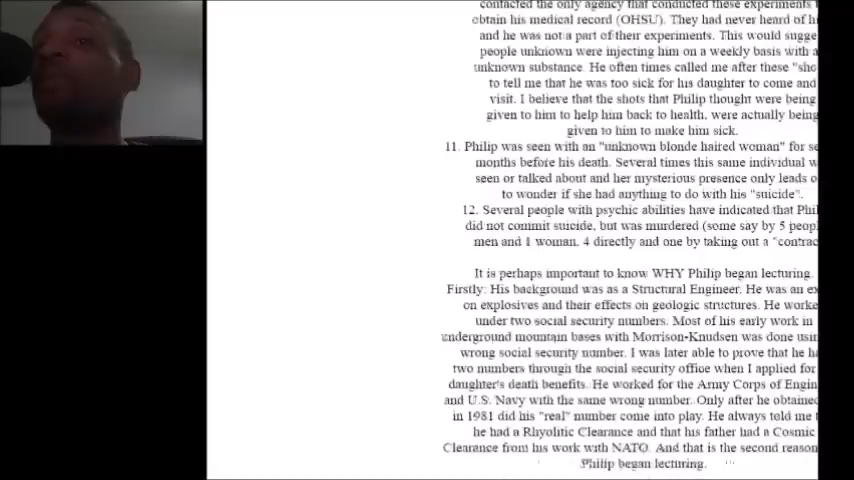 contacted the only agency that conducted these experiments t
obtain his medical record (OHSU). They had never heard of h
and he was not a part of their experiments. This would sugge
people unknown were injecting him on a weekly basis with a
unknown substance. He often times called me after these "sho
to tell me that he was too sick for his daughter to come and
visit. I believe that the shots that Philip thought were being
given to him to help him back to health, were actually being
given to him to make him sick.
11. Philip was seen with an "unknown blonde haired woman" for se
months before his death. Several times this same individual w
seen or talked about and her mysterious presence only leads o
to wonder if she had anything to do with his "suicide".
12. Several people with psychic abilities have indicated that Phil
did not commit suicide, but was murdered (some say by 5 peop
men and 1 woman. 4 directly and one by taking out a "contrac
It is perhaps important to know WHY Philip began lecturing.
Firstly: His background was as a Structural Engineer. He was an ex
on explosives and their effects on geologic structures. He worke
under two social security numbers. Most of his early work in
underground mountain bases with Morrison-Knudsen was done usin
wrong social security number. I was later able to prove that he ha
two numbers through the social security office when I applied for
daughter's death benefits. He worked for the Army Corps of Engin
and U.S. Navy with the same wrong number. Only after he obtaine
in 1981 did his "real" number come into play. He always told me t
he had a Rhyolitic Clearance and that his father had a Cosmic
Clearance from his work with NATO. And that is the second reason
Philip began lecturing.